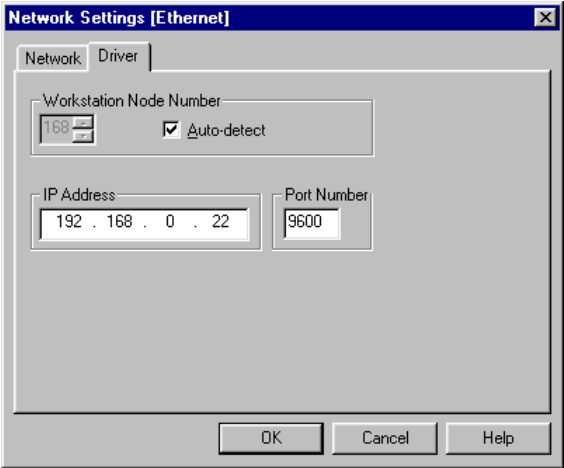 Network Settings [Ethernet]
Network Driver
Workstation Node Number
168 Auto-detect
IP Address Port Number
192 . 168 . 0 . 22 9600
OK Cancel Help